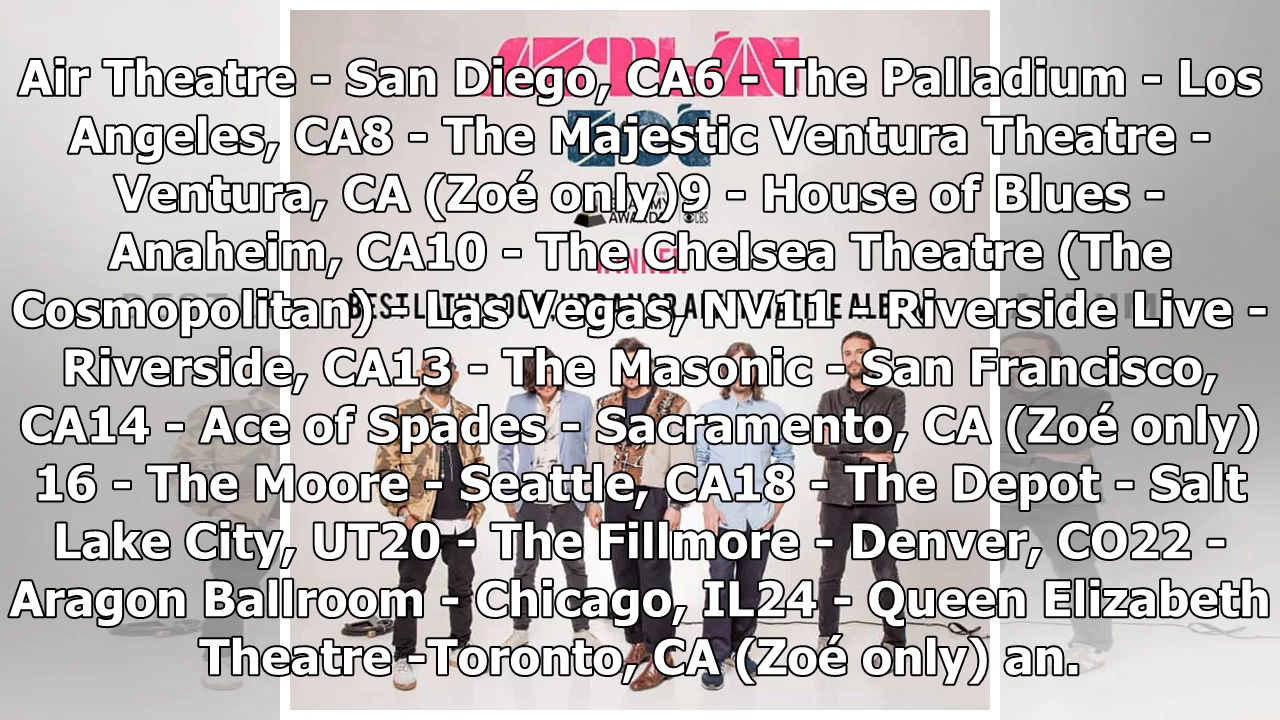 AZTLÁN
ZOÉ
Air Theatre - San Diego, CA6 - The Palladium - Los
Angeles, CA8 - The Majestic Ventura Theatre -
Ventura, CA (Zoé only)9 - House of Blues -
Anaheim, CA10 - The Chelsea Theatre (The
Cosmopolitan) - Las Vegas, NV11 - Riverside Live -
Riverside, CA13 - The Masonic - San Francisco,
CA14 - Ace of Spades - Sacramento, CA (Zoé only)
16 - The Moore - Seattle, CA18 - The Depot - Salt
Lake City, UT20 - The Fillmore - Denver, CO22 -
Aragon Ballroom - Chicago, IL24 - Queen Elizabeth
Theatre -Toronto, CA (Zoé only) an.